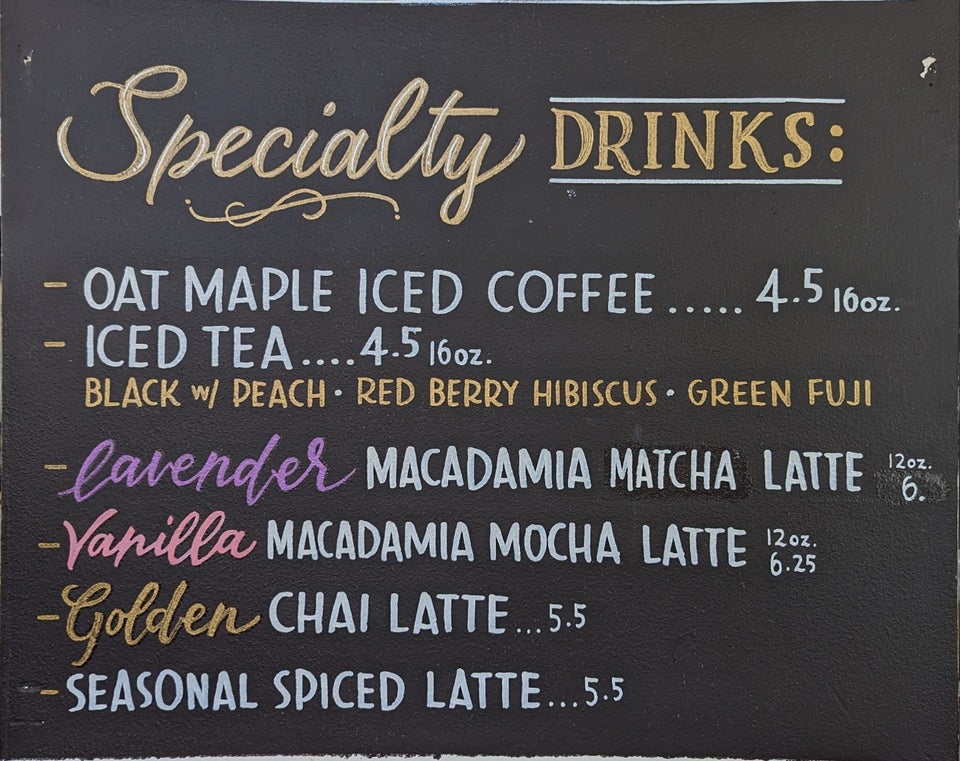 Specialty DRINKS:
- OAT MAPLE ICED COFFEE ..... 4.5 16oz.
- ICED TEA .... 4.5 16oz.
BLACK w/ PEACH · RED BERRY HIBISCUS · GREEN FUJI
- lavender MACADAMIA MATCHA LATTE 12oz. 6.
- Vanilla MACADAMIA MOCHA LATTE 12oz. 6.25
- Golden CHAI LATTE ... 5.5
- SEASONAL SPICED LATTE ... 5.5